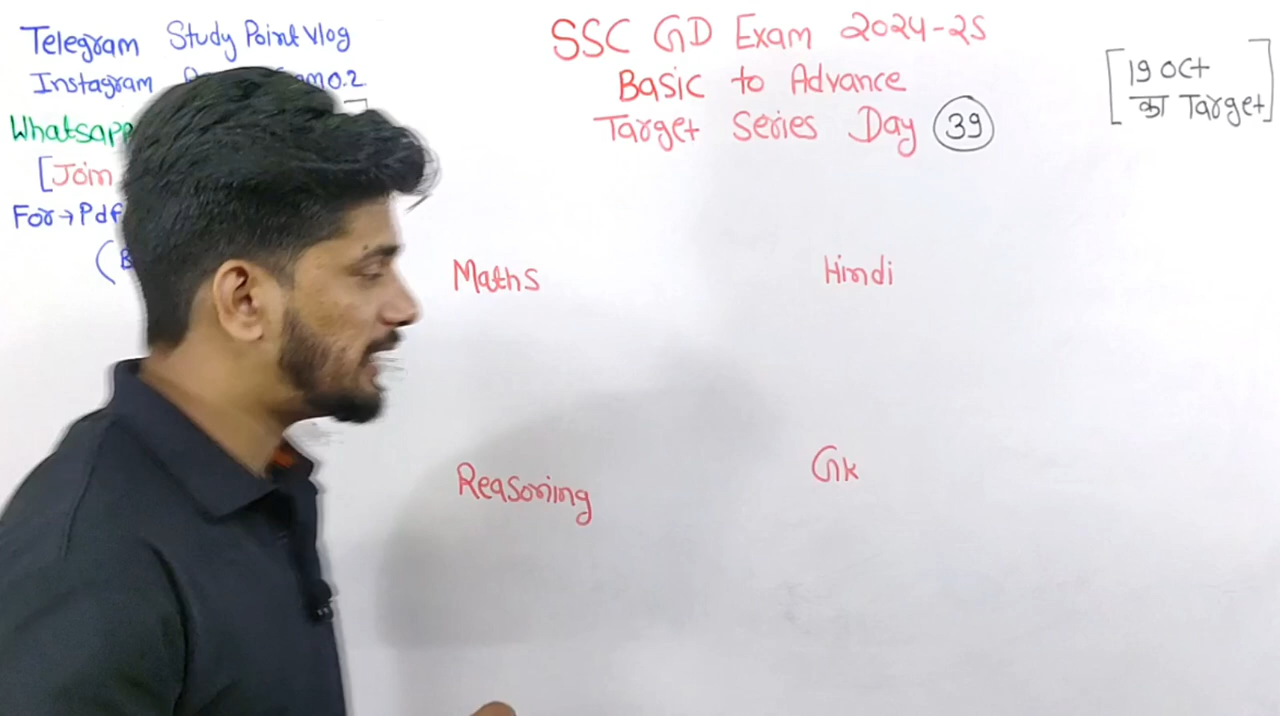 Telegram Study Point Vlog
Instagram
Whatsapp
[Join
For→Pdf
SSC GD Exam 2024-25
Basic to Advance
Target Series Day 39
[19 Oct
का Target]
Maths
Hindi
Reasoning
Gk